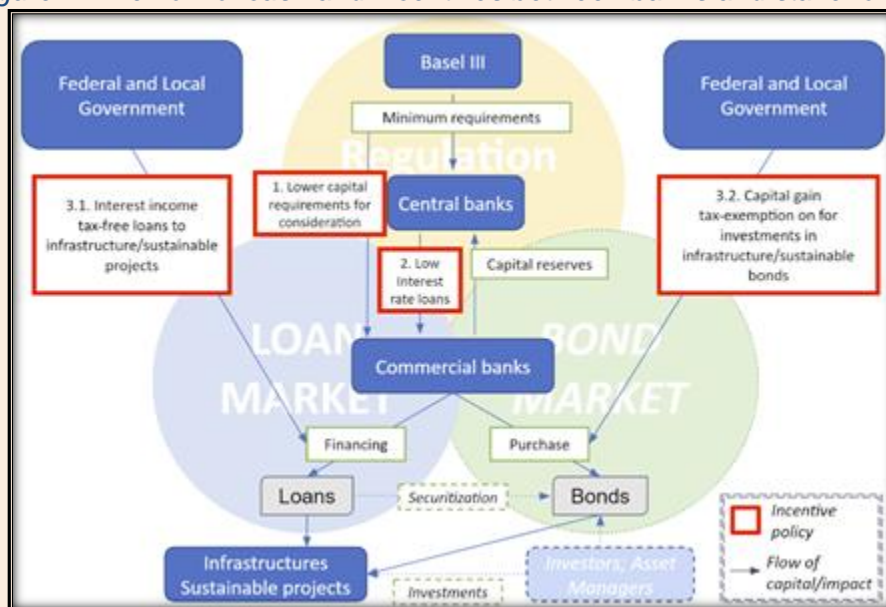 Federal and Local
Government
Basel III
Federal and Local
Government
Minimum requirements
Regulation
3.1. Interest income
tax-free loans to
infrastructure/sustainable
projects
1. Lower capital
requirements for
consideration
Central banks
3.2. Capital gain
tax-exemption on for
investments in
infrastructure/sustainable
bonds
2. Low
Interest
rate loans
Capital reserves
LOAN
MARKET
BOND
MARKET
Commercial banks
Financing
Purchase
Loans
Securitization
Bonds
Infrastructures
Sustainable projects
Investments
Investors; Asset
Managers
Incentive
policy
Flow of
capital/impact